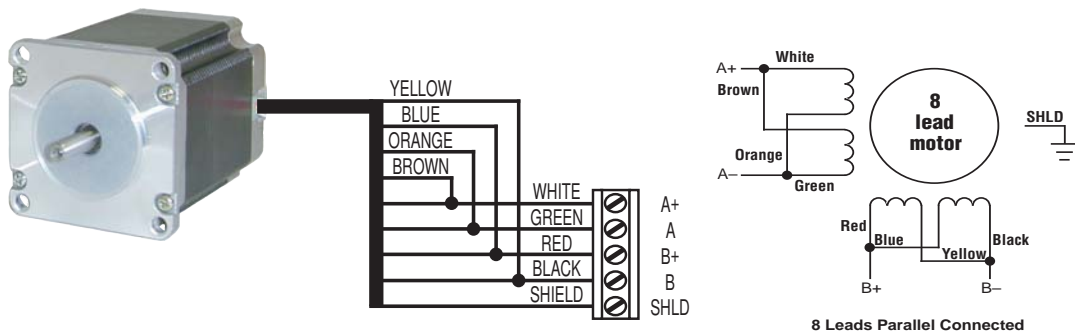 YELLOW
BLUE
ORANGE
BROWN
WHITE
GREEN
RED
BLACK
SHIELD
A+
A
B+
B
SHLD
A+
White
Brown
Orange
A–
Green
8
lead
motor
SHLD
Red
Blue
Yellow
Black
B+
B–
8 Leads Parallel Connected